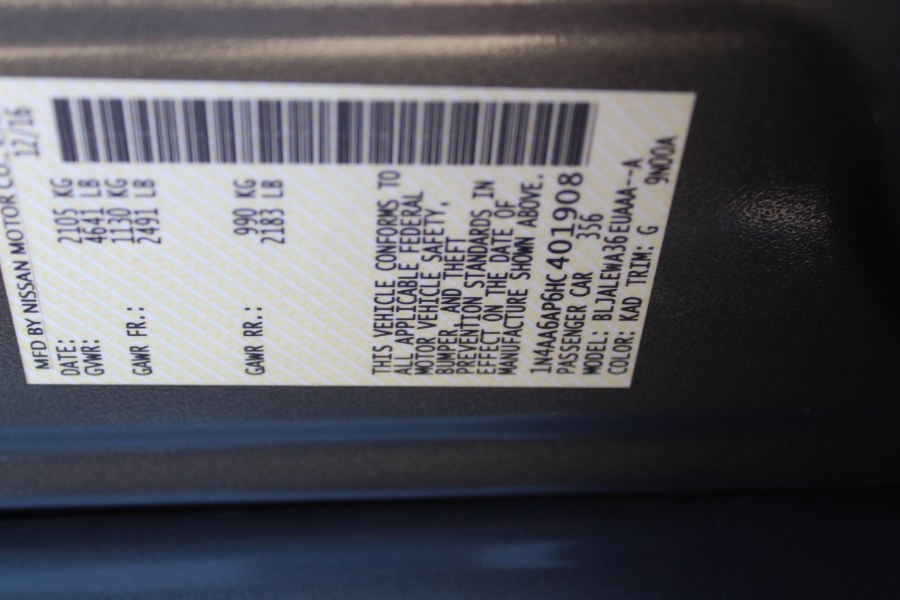 MFD BY NISSAN MOTOR CO.
DATE: 12/16
GVWR: 2105 KG
4641 LB
GAWR FR.: 1130 KG
2491 LB
GAWR RR.: 990 KG
2183 LB
THIS VEHICLE CONFORMS TO
ALL APPLICABLE FEDERAL
MOTOR VEHICLE SAFETY,
BUMPER, AND THEFT
PREVENTION STANDARDS IN
EFFECT ON THE DATE OF
MANUFACTURE SHOWN ABOVE.
1N4AA6AP6HC401908
PASSENGER CAR 356
MODEL: BLJALEWA36EUAAA--A
COLOR: KAD TRIM: G 9N00A